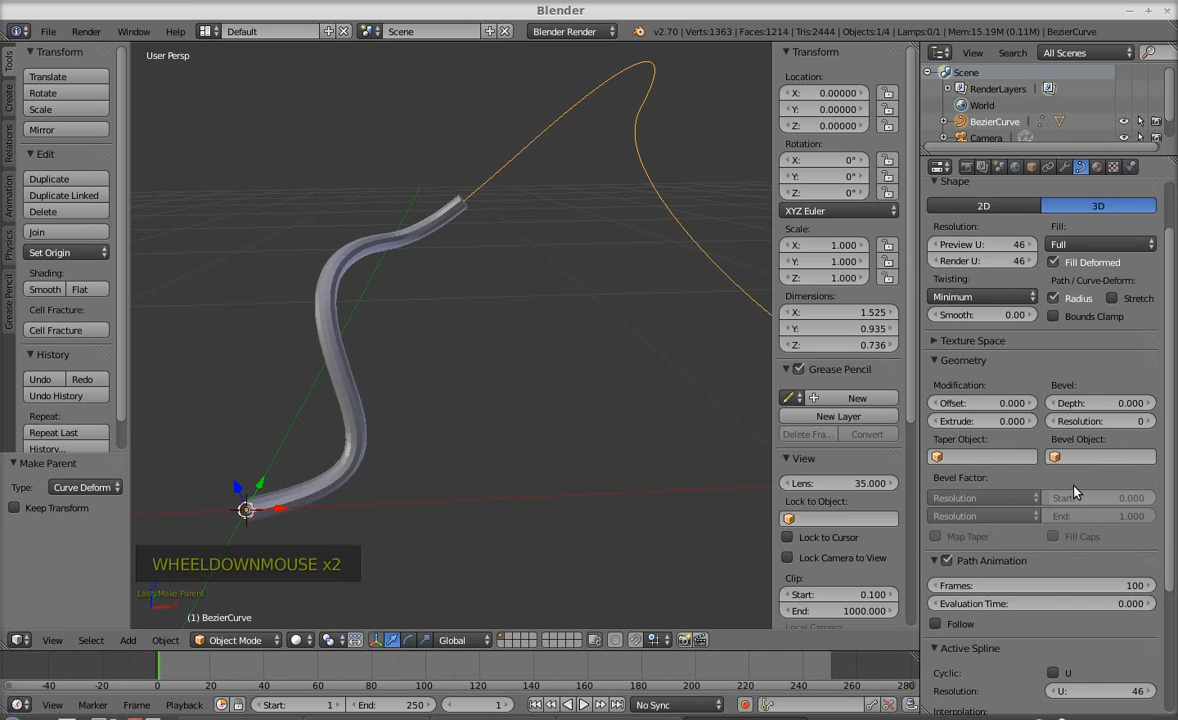 Blender
File Render Window Help Default Scene Blender Render v2.70 | Verts:1363 | Faces:1214 | Tris:2444 | Objects:1/4 | Lamps:0/1 | Mem:15.19M (0.11M) | BezierCurve
Tools
Create
Relations
Animation
Physics
Grease Pencil
Transform
Translate
Rotate
Scale
Mirror
Edit
Duplicate
Duplicate Linked
Delete
Join
Set Origin
Shading:
Smooth Flat
Cell Fracture:
Cell Fracture
History
Undo Redo
Undo History
Repeat:
Repeat Last
History...
Make Parent
Type: Curve Deform
Keep Transform
User Persp
WHEELDOWNMOUSE x2
Make Parent
(1) BezierCurve
Transform
Location:
X: 0.00000
Y: 0.00000
Z: 0.00000
Rotation:
X: 0°
Y: 0°
Z: 0°
XYZ Euler
Scale:
X: 1.000
Y: 1.000
Z: 1.000
Dimensions:
X: 1.525
Y: 0.935
Z: 0.736
Grease Pencil
New
New Layer
Delete Fra... Convert
View
Lens: 35.000
Lock to Object:
Lock to Cursor
Lock Camera to View
Clip:
Start: 0.100
End: 1000.000
Local Camera:
View Search All Scenes
Scene
RenderLayers
World
BezierCurve
Camera
Shape
2D 3D
Resolution: Fill:
Preview U: 46 Full
Render U: 46 Fill Deformed
Twisting: Path / Curve-Deform:
Minimum Radius Stretch
Smooth: 0.00 Bounds Clamp
Texture Space
Geometry
Modification: Bevel:
Offset: 0.000 Depth: 0.000
Extrude: 0.000 Resolution: 0
Taper Object: Bevel Object:
Bevel Factor:
Resolution Start: 0.000
Resolution End: 1.000
Map Taper Fill Caps
Path Animation
Frames: 100
Evaluation Time: 0.000
Follow
Active Spline
Cyclic: U
Resolution: U: 46
Interpolation:
View Select Add Object Object Mode Global
-40 -20 0 20 40 60 80 100 120 140 160 180 200 220 240 260 280
View Marker Frame Playback Start: 1 End: 250 1 No Sync